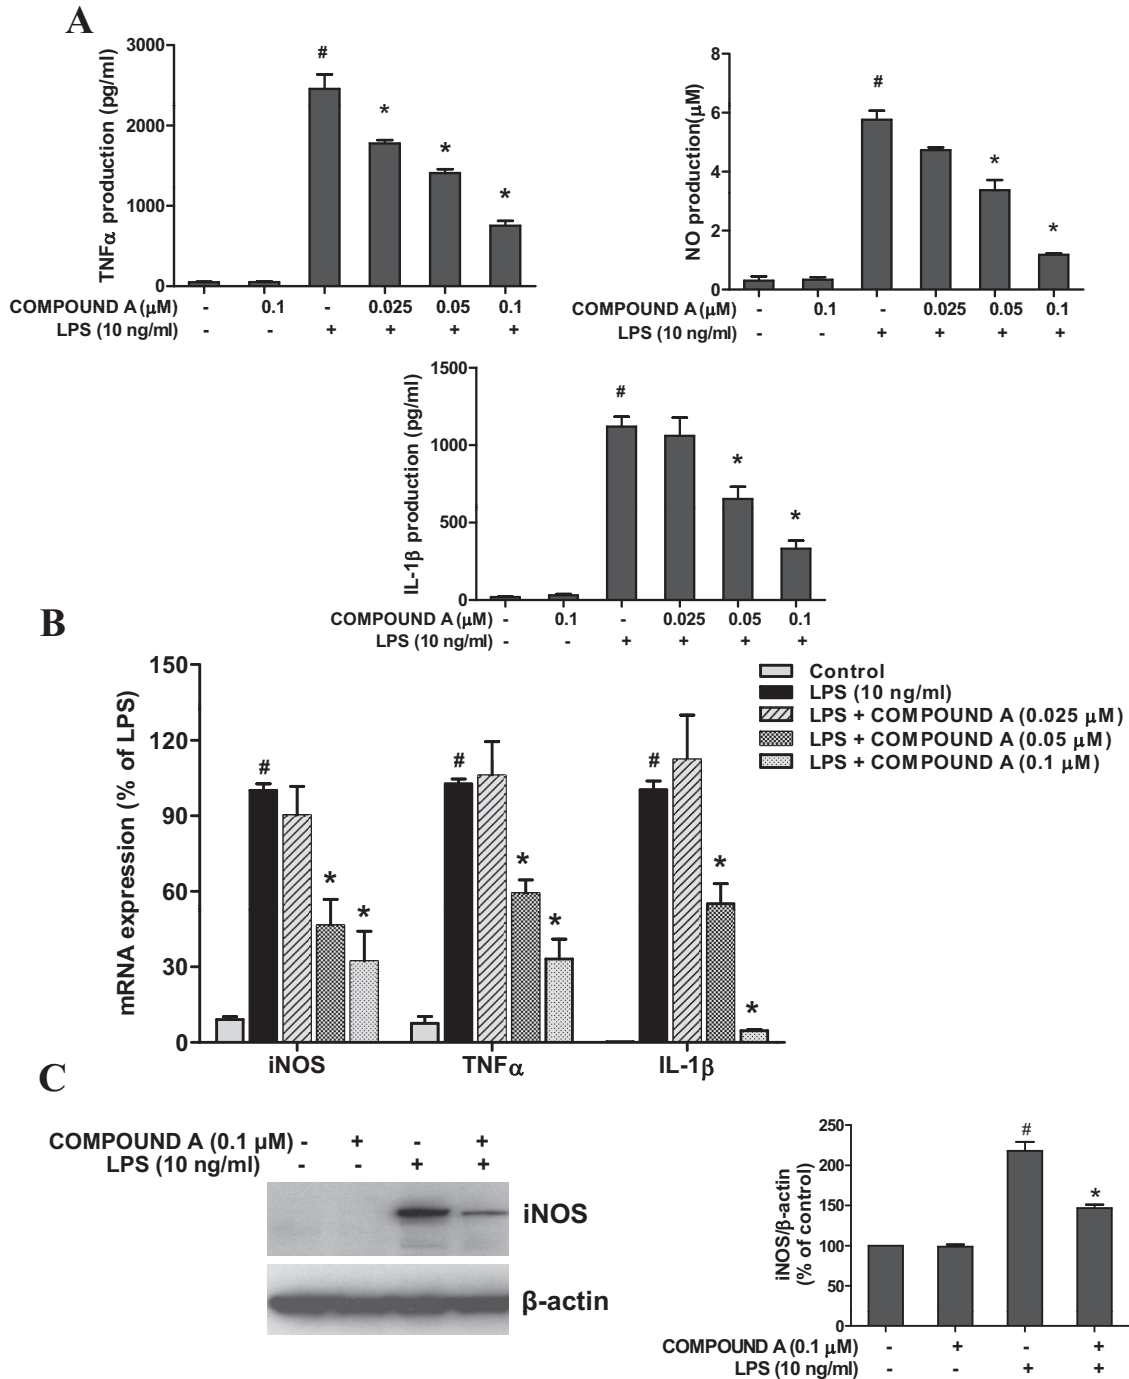 A
TNFα production (pg/ml)
3000
2000
1000
0
#
*
*
*
COMPOUND A (μM) - 0.1 - 0.025 0.05 0.1
LPS (10 ng/ml) - - + + + +
NO production(μM)
8
6
4
2
0
#
*
*
COMPOUND A (μM) - 0.1 - 0.025 0.05 0.1
LPS (10 ng/ml) - - + + + +
IL-1β production (pg/ml)
1500
1000
500
0
#
*
*
COMPOUND A (μM) - 0.1 - 0.025 0.05 0.1
LPS (10 ng/ml) - - + + + +
B
mRNA expression (% of LPS)
150
120
90
60
30
0
# * *
# * *
# * *
iNOS TNFα IL-1β
Control
LPS (10 ng/ml)
LPS + COMPOUND A (0.025 μM)
LPS + COMPOUND A (0.05 μM)
LPS + COMPOUND A (0.1 μM)
C
COMPOUND A (0.1 μM) - + - +
LPS (10 ng/ml) - - + +
iNOS
β-actin
iNOS/β-actin
(% of control)
250
200
150
100
50
0
#
*
COMPOUND A (0.1 μM) - + - +
LPS (10 ng/ml) - - + +